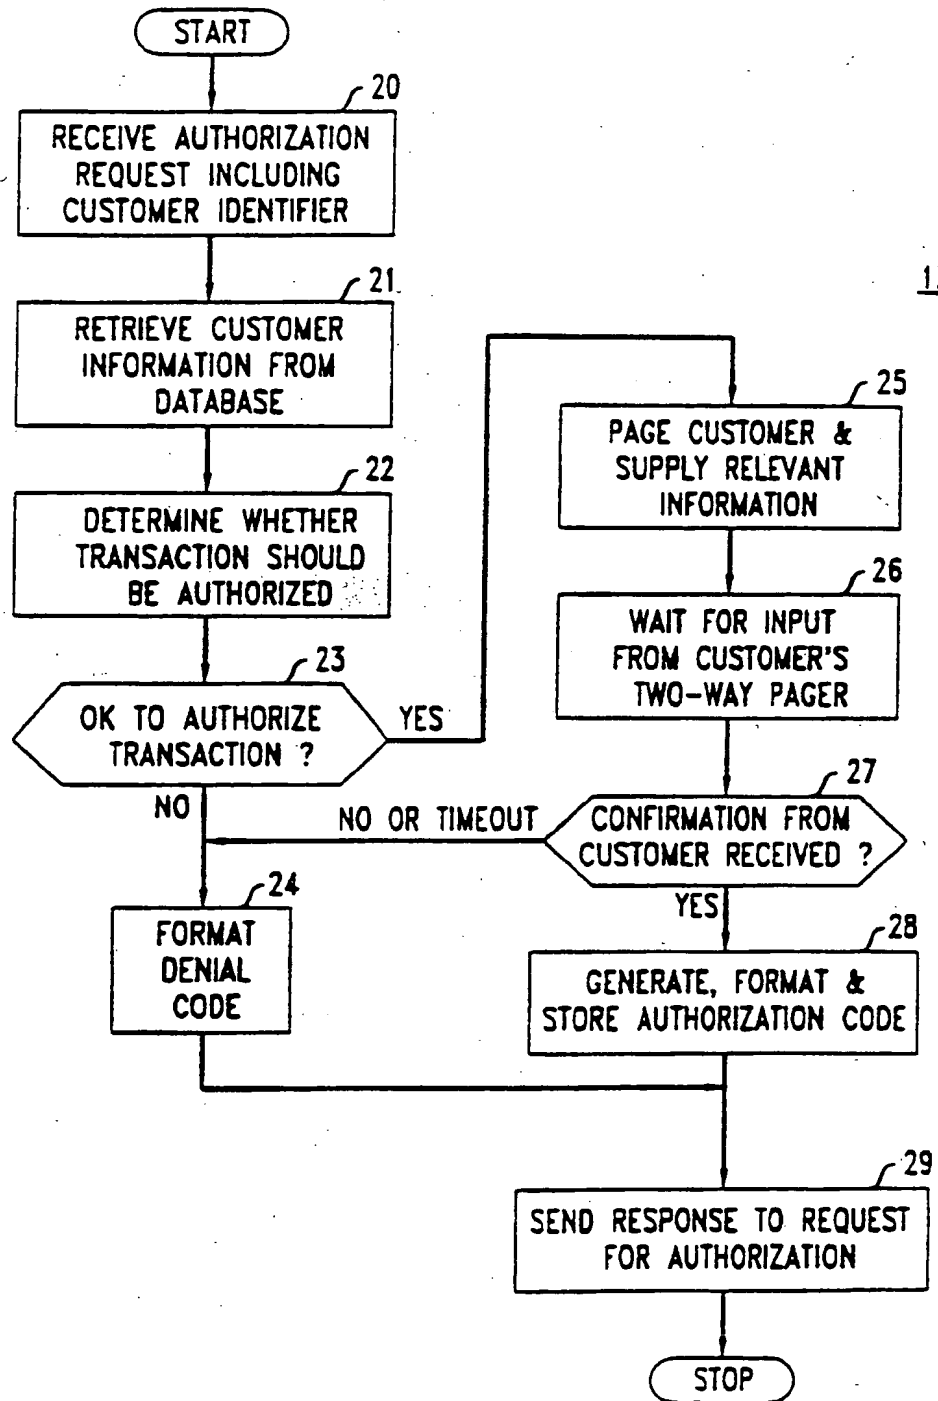 START
20
RECEIVE AUTHORIZATION
REQUEST INCLUDING
CUSTOMER IDENTIFIER
21
RETRIEVE CUSTOMER
INFORMATION FROM
DATABASE
22
DETERMINE WHETHER
TRANSACTION SHOULD
BE AUTHORIZED
23
OK TO AUTHORIZE
TRANSACTION ?
YES
NO
24
FORMAT
DENIAL
CODE
25
PAGE CUSTOMER &
SUPPLY RELEVANT
INFORMATION
26
WAIT FOR INPUT
FROM CUSTOMER'S
TWO-WAY PAGER
27
CONFIRMATION FROM
CUSTOMER RECEIVED ?
NO OR TIMEOUT
YES
28
GENERATE, FORMAT &
STORE AUTHORIZATION CODE
29
SEND RESPONSE TO REQUEST
FOR AUTHORIZATION
STOP